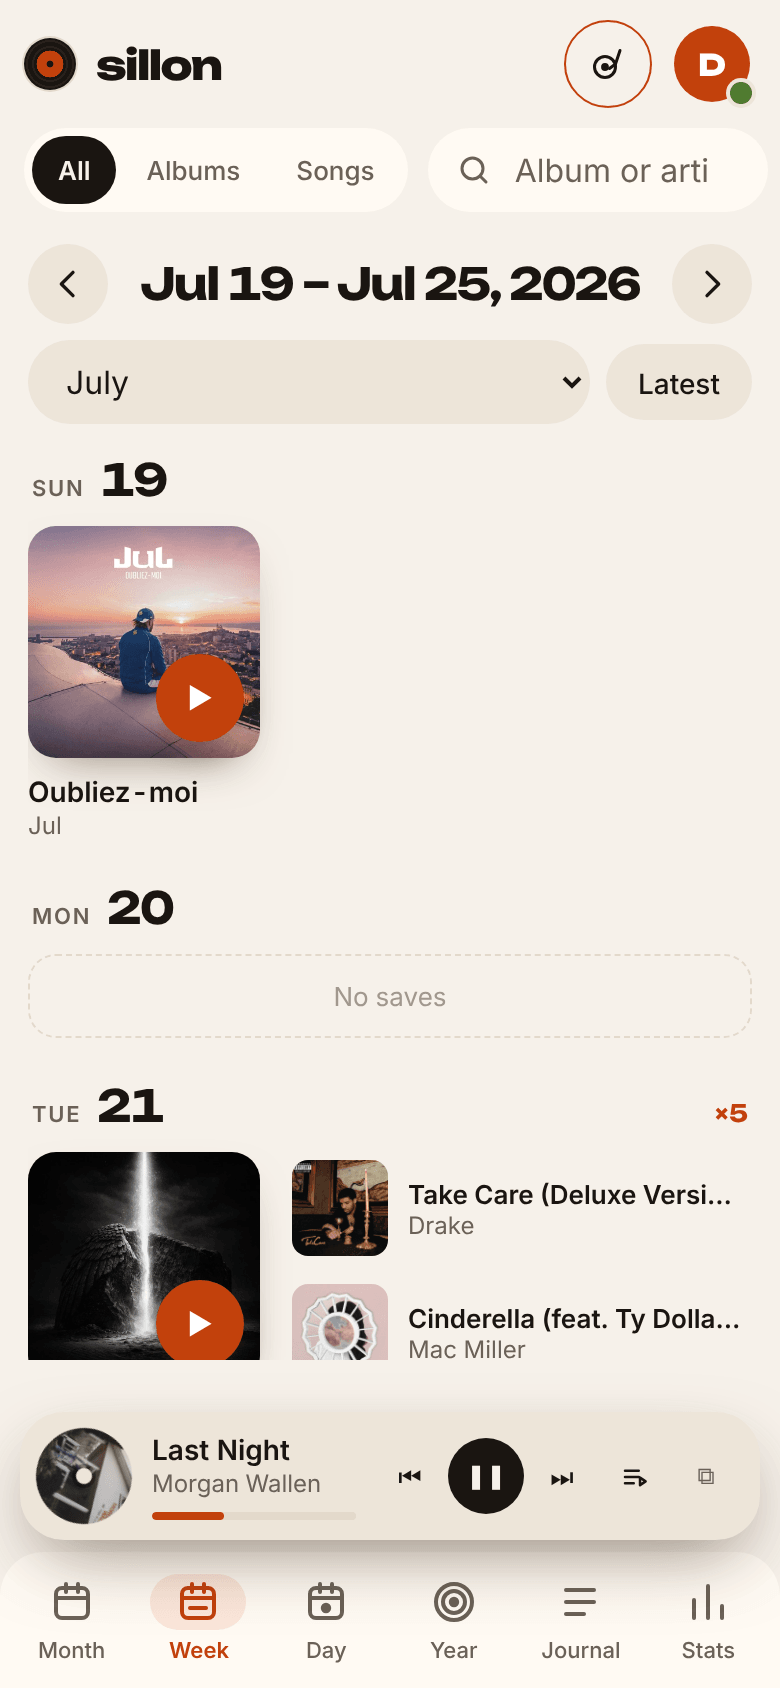 sillon
D
All
Albums
Songs
Album or arti
Jul 19 – Jul 25, 2026
July
Latest
SUN 19
JuL
OUBLIEZ-MOI
Oubliez-moi
Jul
MON 20
No saves
TUE 21
×5
Take Care (Deluxe Versi...
Drake
Cinderella (feat. Ty Dolla...
Mac Miller
Last Night
Morgan Wallen
Month
Week
Day
Year
Journal
Stats